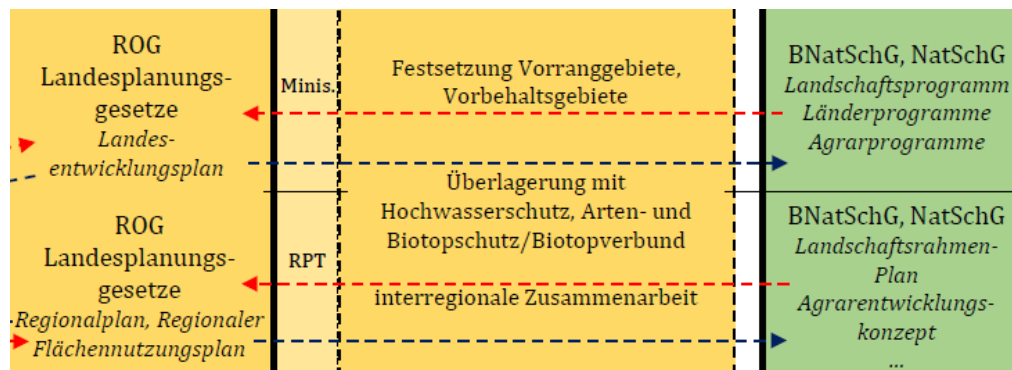 ROG
Landesplanungs-
gesetze
Landes-
entwicklungsplan
Minis.
Festsetzung Vorranggebiete,
Vorbehaltsgebiete
BNatSchG, NatSchG
Landschaftsprogramm
Länderprogramme
Agrarprogramme
Überlagerung mit
Hochwasserschutz, Arten- und
Biotopschutz/Biotopverbund
interregionale Zusammenarbeit
ROG
Landesplanungs-
gesetze
Regionalplan, Regionaler
Flächennutzungsplan
RPT
BNatSchG, NatSchG
Landschaftsrahmen-
Plan
Agrarentwicklungs-
konzept
...